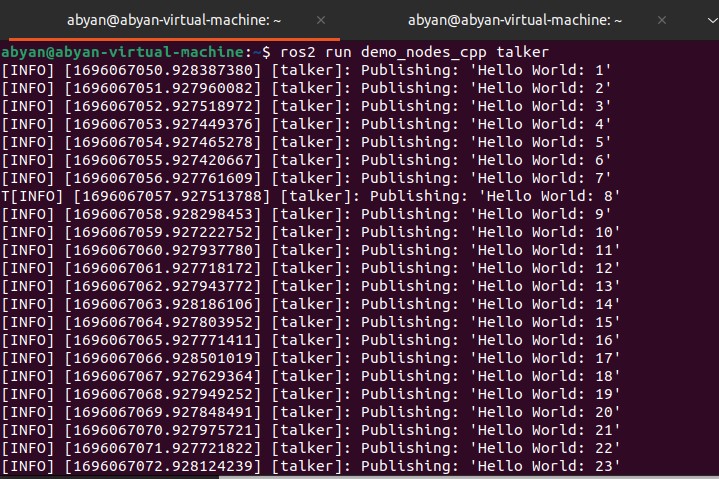 abyan@abyan-virtual-machine: ~ × abyan@abyan-virtual-machine: ~ ×
abyan@abyan-virtual-machine:~$ ros2 run demo_nodes_cpp talker
[INFO] [1696067050.928387380] [talker]: Publishing: 'Hello World: 1'
[INFO] [1696067051.927960082] [talker]: Publishing: 'Hello World: 2'
[INFO] [1696067052.927518972] [talker]: Publishing: 'Hello World: 3'
[INFO] [1696067053.927449376] [talker]: Publishing: 'Hello World: 4'
[INFO] [1696067054.927465278] [talker]: Publishing: 'Hello World: 5'
[INFO] [1696067055.927420667] [talker]: Publishing: 'Hello World: 6'
[INFO] [1696067056.927761609] [talker]: Publishing: 'Hello World: 7'
T[INFO] [1696067057.927513788] [talker]: Publishing: 'Hello World: 8'
[INFO] [1696067058.928298453] [talker]: Publishing: 'Hello World: 9'
[INFO] [1696067059.927222752] [talker]: Publishing: 'Hello World: 10'
[INFO] [1696067060.927937780] [talker]: Publishing: 'Hello World: 11'
[INFO] [1696067061.927718172] [talker]: Publishing: 'Hello World: 12'
[INFO] [1696067062.927943772] [talker]: Publishing: 'Hello World: 13'
[INFO] [1696067063.928186106] [talker]: Publishing: 'Hello World: 14'
[INFO] [1696067064.927803952] [talker]: Publishing: 'Hello World: 15'
[INFO] [1696067065.927771411] [talker]: Publishing: 'Hello World: 16'
[INFO] [1696067066.928501019] [talker]: Publishing: 'Hello World: 17'
[INFO] [1696067067.927629364] [talker]: Publishing: 'Hello World: 18'
[INFO] [1696067068.927949252] [talker]: Publishing: 'Hello World: 19'
[INFO] [1696067069.927848491] [talker]: Publishing: 'Hello World: 20'
[INFO] [1696067070.927975721] [talker]: Publishing: 'Hello World: 21'
[INFO] [1696067071.927721822] [talker]: Publishing: 'Hello World: 22'
[INFO] [1696067072.928124239] [talker]: Publishing: 'Hello World: 23'